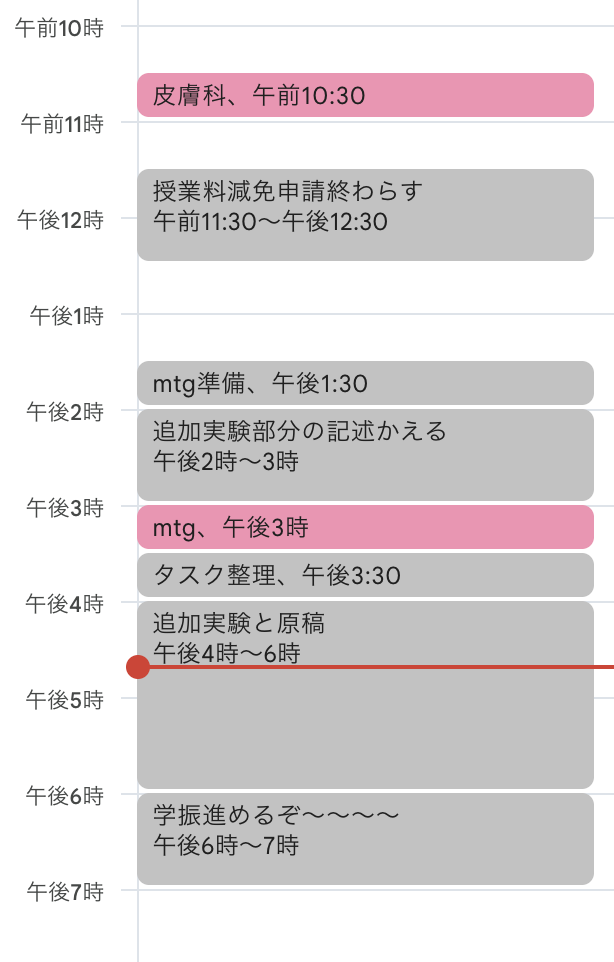 午前10時
皮膚科、午前10:30
午前11時
授業料減免申請終わらす
午後12時
午前11:30〜午後12:30
午後1時
mtg準備、午後1:30
午後2時
追加実験部分の記述かえる
午後2時〜3時
午後3時
mtg、午後3時
タスク整理、午後3:30
午後4時
追加実験と原稿
午後4時〜6時
午後5時
午後6時
学振進めるぞ〜〜〜〜
午後6時〜7時
午後7時